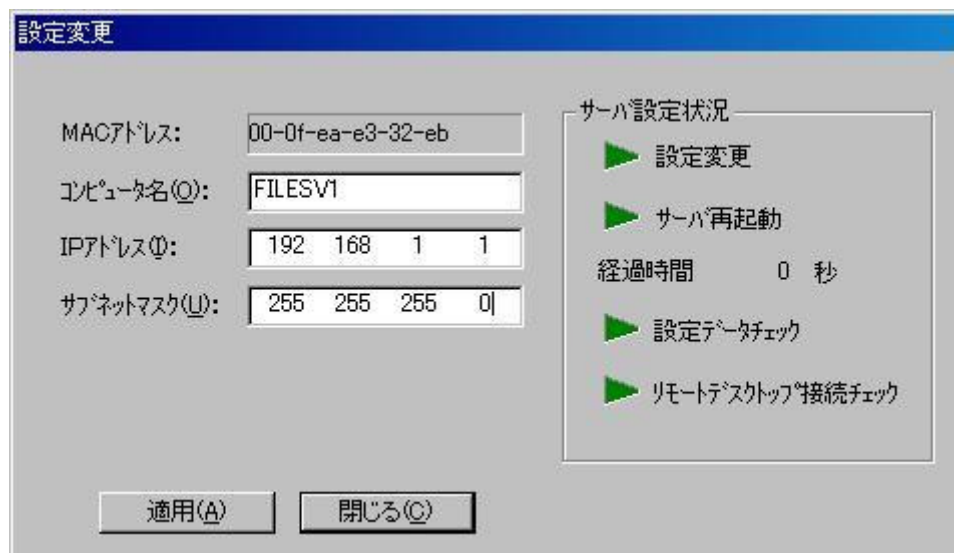 設定変更
MACアドレス:
00-0f-ea-e3-32-eb
コンピュータ名(O):
FILESV1
IPアドレス(I):
192 168 1 1
サブネットマスク(U):
255 255 255 0
サーバ設定状況
設定変更
サーバ再起動
経過時間 0 秒
設定データチェック
リモートデスクトップ接続チェック
適用(A)
閉じる(C)